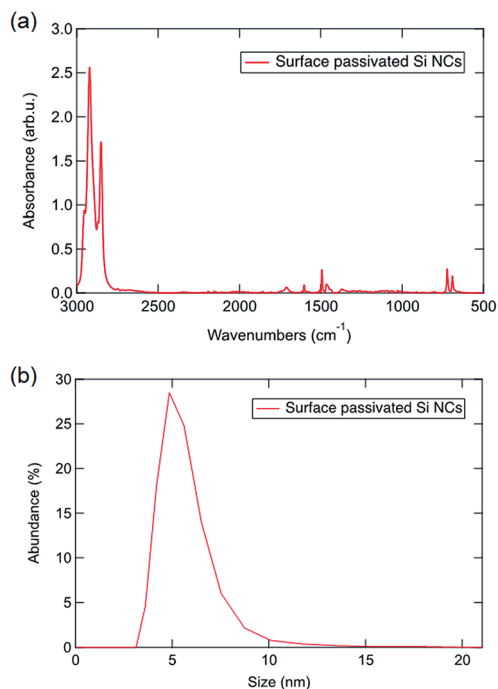 (a)
3.0
2.5
2.0
1.5
1.0
0.5
0.0
Absorbance (arb.u.)
Surface passivated Si NCs
3000 2500 2000 1500 1000 500
Wavenumbers (cm⁻¹)
(b)
30
25
20
15
10
5
0
Abundance (%)
Surface passivated Si NCs
0 5 10 15 20
Size (nm)